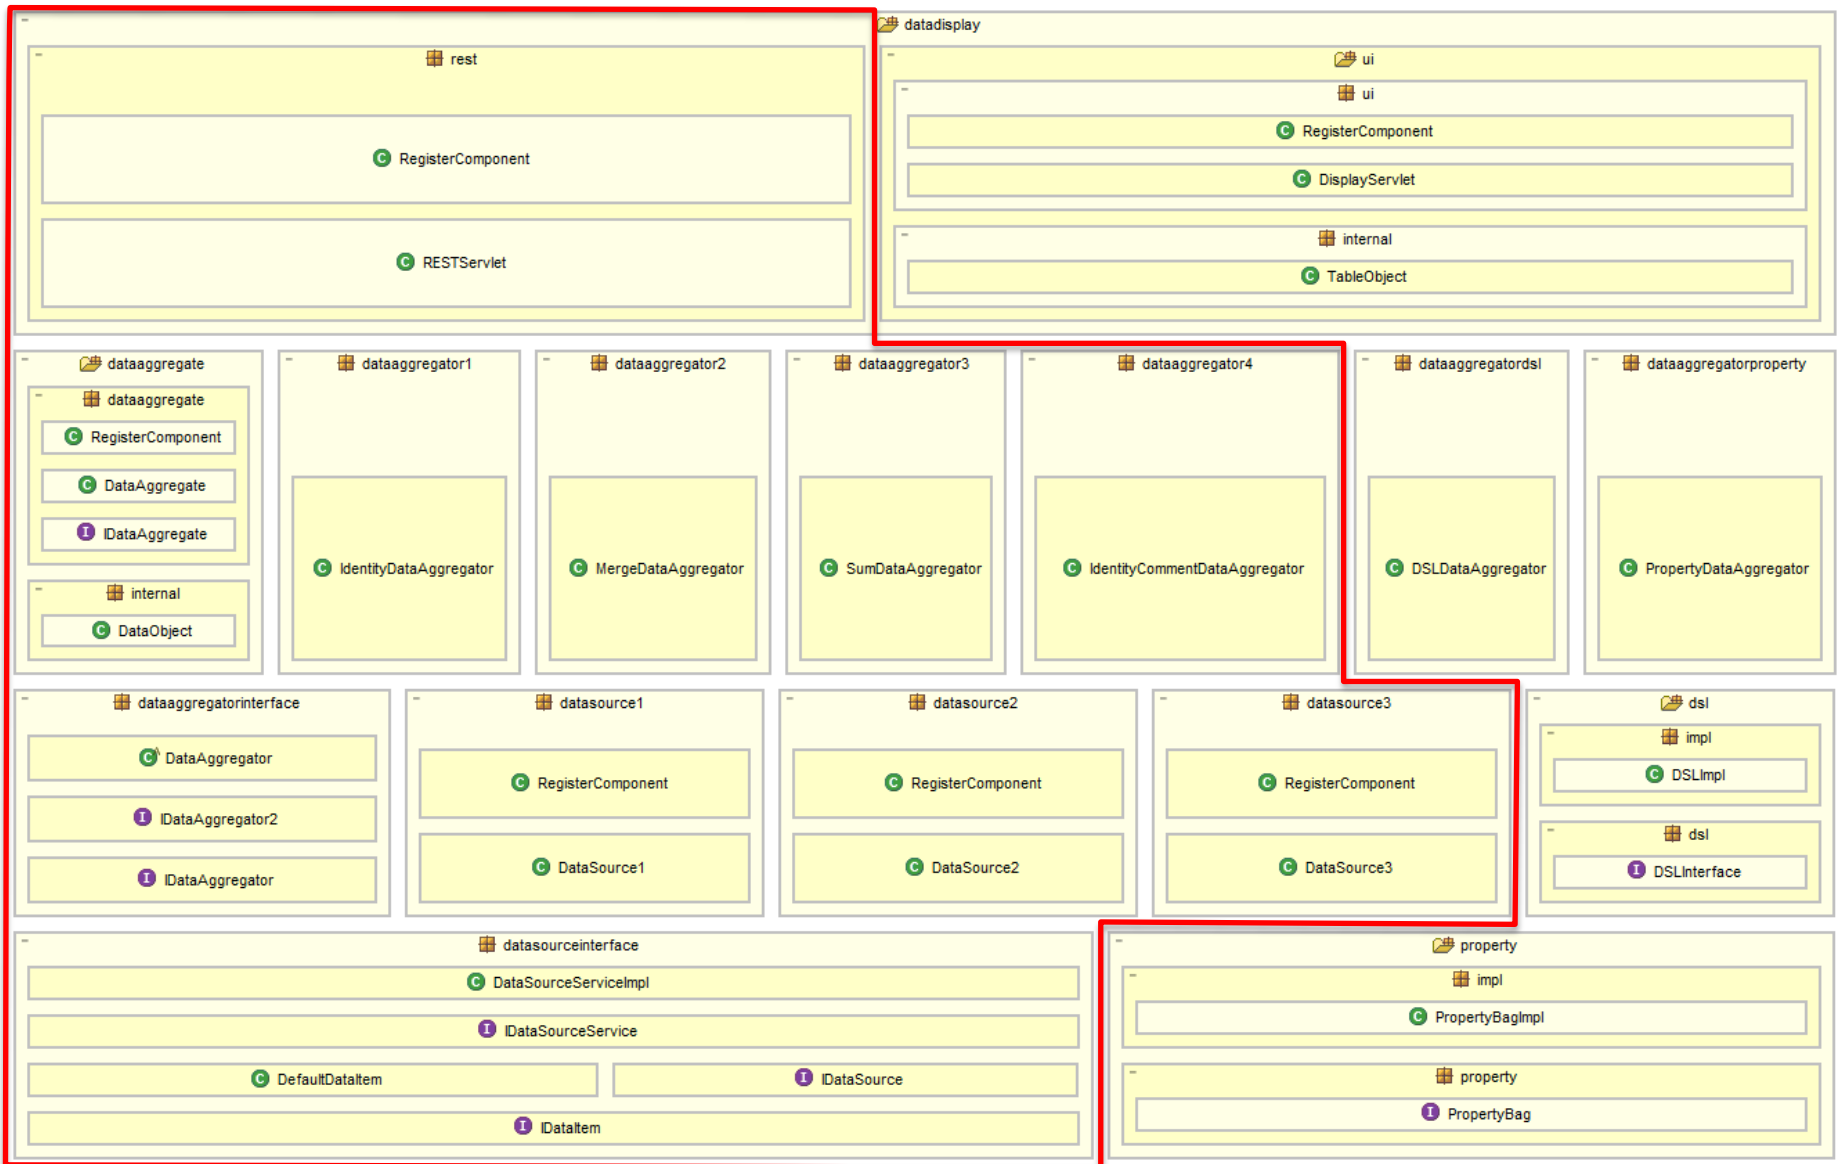 datadisplay
rest
ui
ui
RegisterComponent
RegisterComponent
DisplayServlet
RESTServlet
internal
TableObject
dataaggregate
dataaggregator1
dataaggregator2
dataaggregator3
dataaggregator4
dataaggregatordsl
dataaggregatorproperty
dataaggregate
RegisterComponent
DataAggregate
IDataAggregate
internal
DataObject
IdentityDataAggregator
MergeDataAggregator
SumDataAggregator
IdentityCommentDataAggregator
DSLDataAggregator
PropertyDataAggregator
dataaggregatorinterface
datasource1
datasource2
datasource3
dsl
DataAggregator
IDataAggregator2
IDataAggregator
RegisterComponent
DataSource1
RegisterComponent
DataSource2
RegisterComponent
DataSource3
impl
DSLImpl
dsl
DSLInterface
datasourceinterface
DataSourceServiceImpl
IDataSourceService
DefaultDataItem
IDataSource
IDataItem
property
impl
PropertyBagImpl
property
PropertyBag